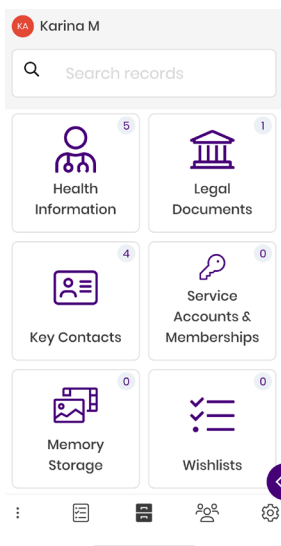 KA Karina M
Search records
5
Health
Information
1
Legal
Documents
4
Key Contacts
0
Service
Accounts &
Memberships
0
Memory
Storage
0
Wishlists